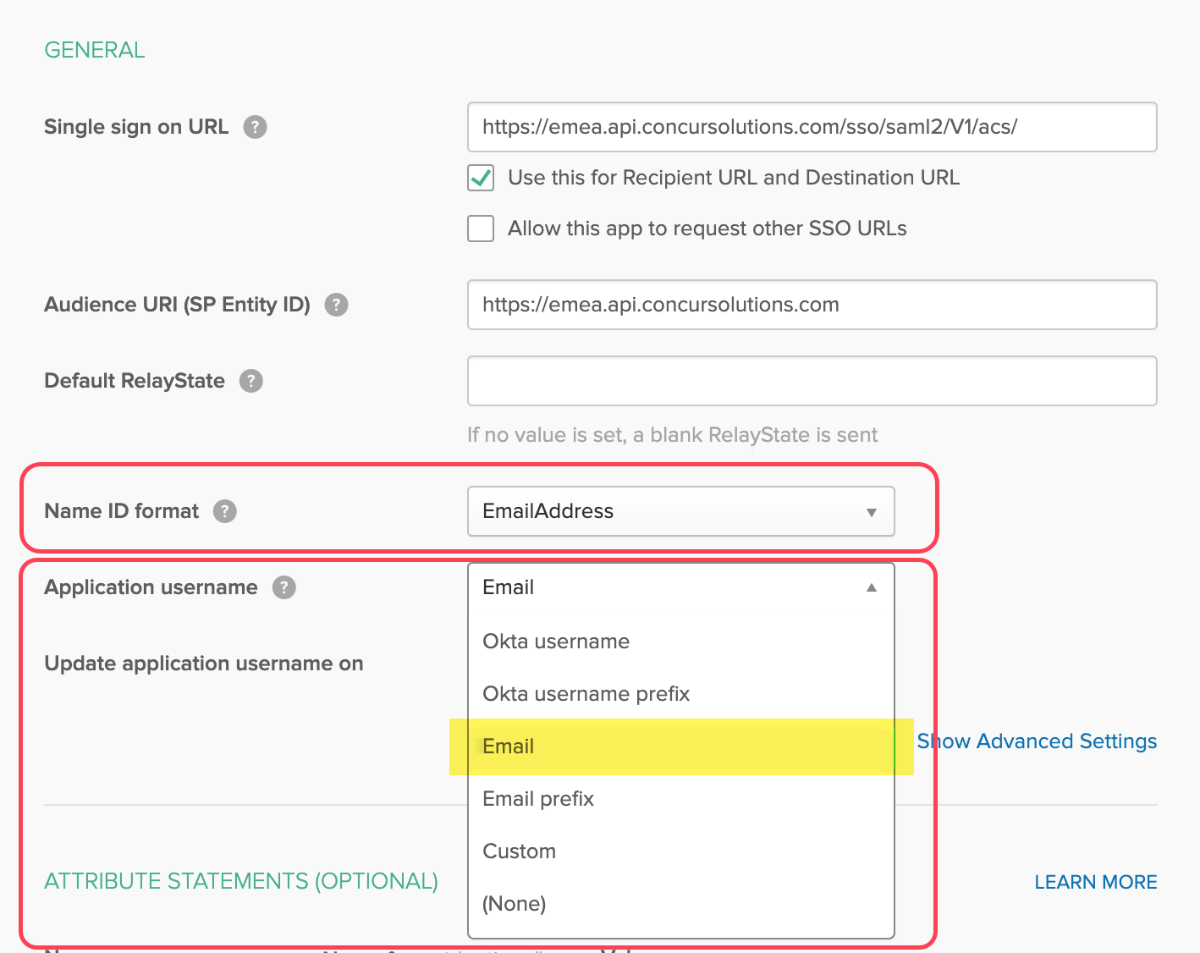 GENERAL
Single sign on URL ?
https://emea.api.concursolutions.com/sso/saml2/V1/acs/
Use this for Recipient URL and Destination URL
Allow this app to request other SSO URLs
Audience URI (SP Entity ID) ?
https://emea.api.concursolutions.com
Default RelayState ?
If no value is set, a blank RelayState is sent
Name ID format ?
EmailAddress
Application username ?
Email
Okta username
Update application username on
Okta username prefix
Email
Show Advanced Settings
Email prefix
Custom
ATTRIBUTE STATEMENTS (OPTIONAL)
LEARN MORE
(None)